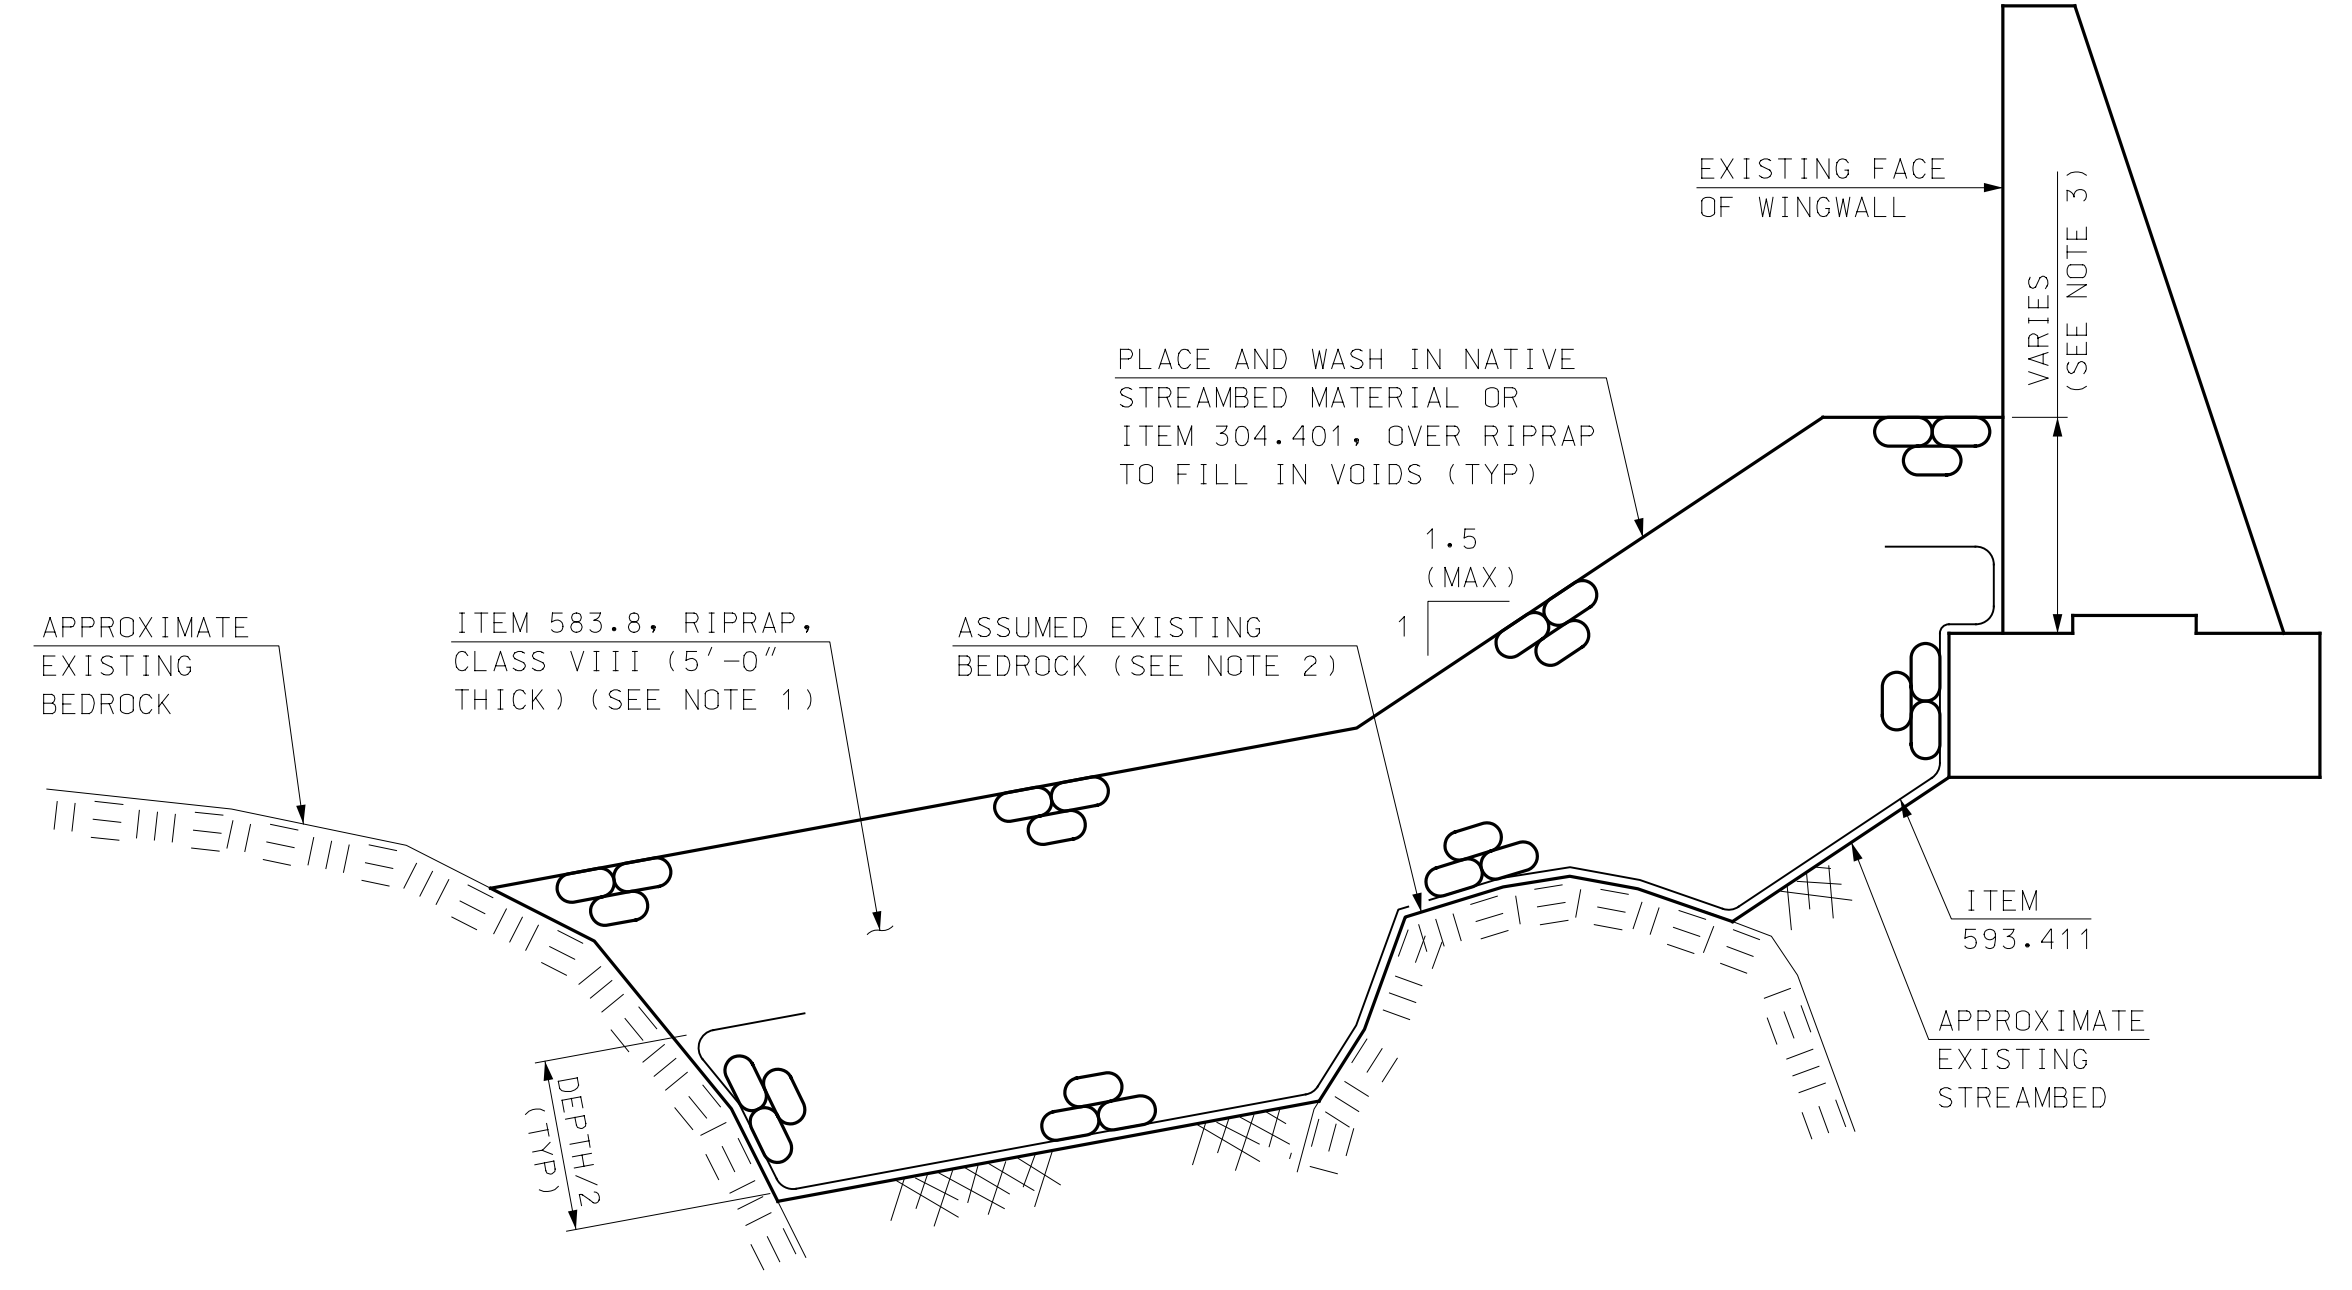 EXISTING FACE
OF WINGWALL
VARIES
(SEE NOTE 3)
PLACE AND WASH IN NATIVE
STREAMBED MATERIAL OR
ITEM 304.401, OVER RIPRAP
TO FILL IN VOIDS (TYP)
1.5
(MAX)
1
APPROXIMATE
EXISTING
BEDROCK
ITEM 583.8, RIPRAP,
CLASS VIII (5'-0"
THICK) (SEE NOTE 1)
ASSUMED EXISTING
BEDROCK (SEE NOTE 2)
ITEM
593.411
APPROXIMATE
EXISTING
STREAMBED
DEPTH/2
(TYP)